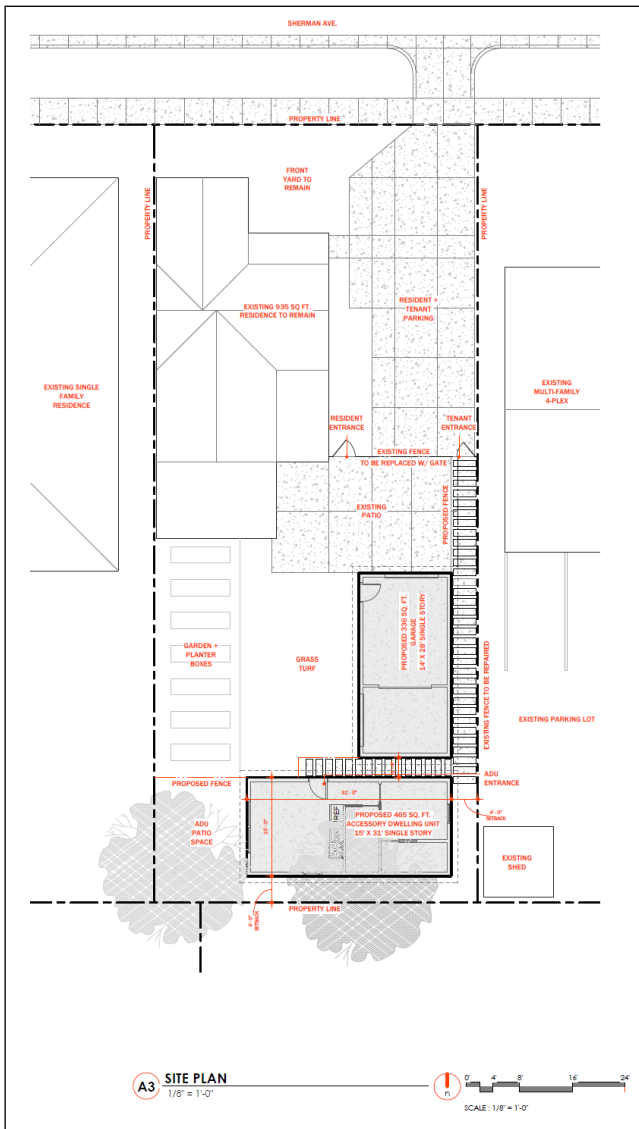 SHERMAN AVE.
PROPERTY LINE
FRONT
YARD TO
REMAIN
PROPERTY LINE
PROPERTY LINE
EXISTING 935 SQ FT.
RESIDENCE TO REMAIN
RESIDENT +
TENANT
PARKING
EXISTING SINGLE
FAMILY
RESIDENCE
EXISTING
MULTI-FAMILY
4-PLEX
RESIDENT
ENTRANCE
TENANT
ENTRANCE
EXISTING FENCE
TO BE REPLACED W/ GATE
EXISTING
PATIO
PROPOSED FENCE
PROPOSED 336 SQ. FT.
GARAGE
14' X 28' SINGLE STORY
GARDEN +
PLANTER
BOXES
GRASS
TURF
EXISTING FENCE TO BE REPAIRED
EXISTING PARKING LOT
PROPOSED FENCE
ADU
ENTRANCE
31' - 0"
15' - 0"
REF
PROPOSED 465 SQ. FT.
ACCESSORY DWELLING UNIT
15' X 31' SINGLE STORY
ADU
PATIO
SPACE
4' - 0"
SETBACK
EXISTING
SHED
PROPERTY LINE
4' - 0"
SETBACK
A3
SITE PLAN
1/8" = 1'-0"
n
0' 4' 8' 16' 24'
SCALE : 1/8" = 1'-0"